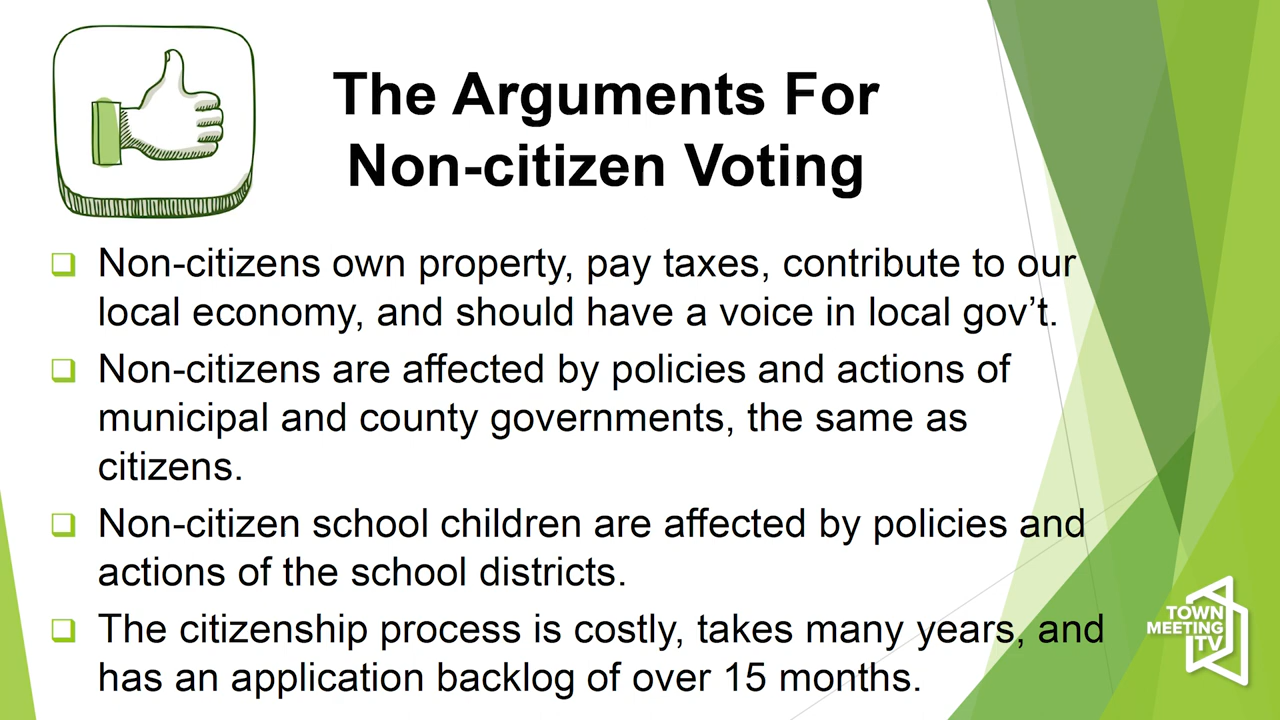 The Arguments For
Non-citizen Voting
Non-citizens own property, pay taxes, contribute to our
local economy, and should have a voice in local gov’t.
Non-citizens are affected by policies and actions of
municipal and county governments, the same as
citizens.
Non-citizen school children are affected by policies and
actions of the school districts.
The citizenship process is costly, takes many years, and
has an application backlog of over 15 months.
TOWN
MEETING
TV